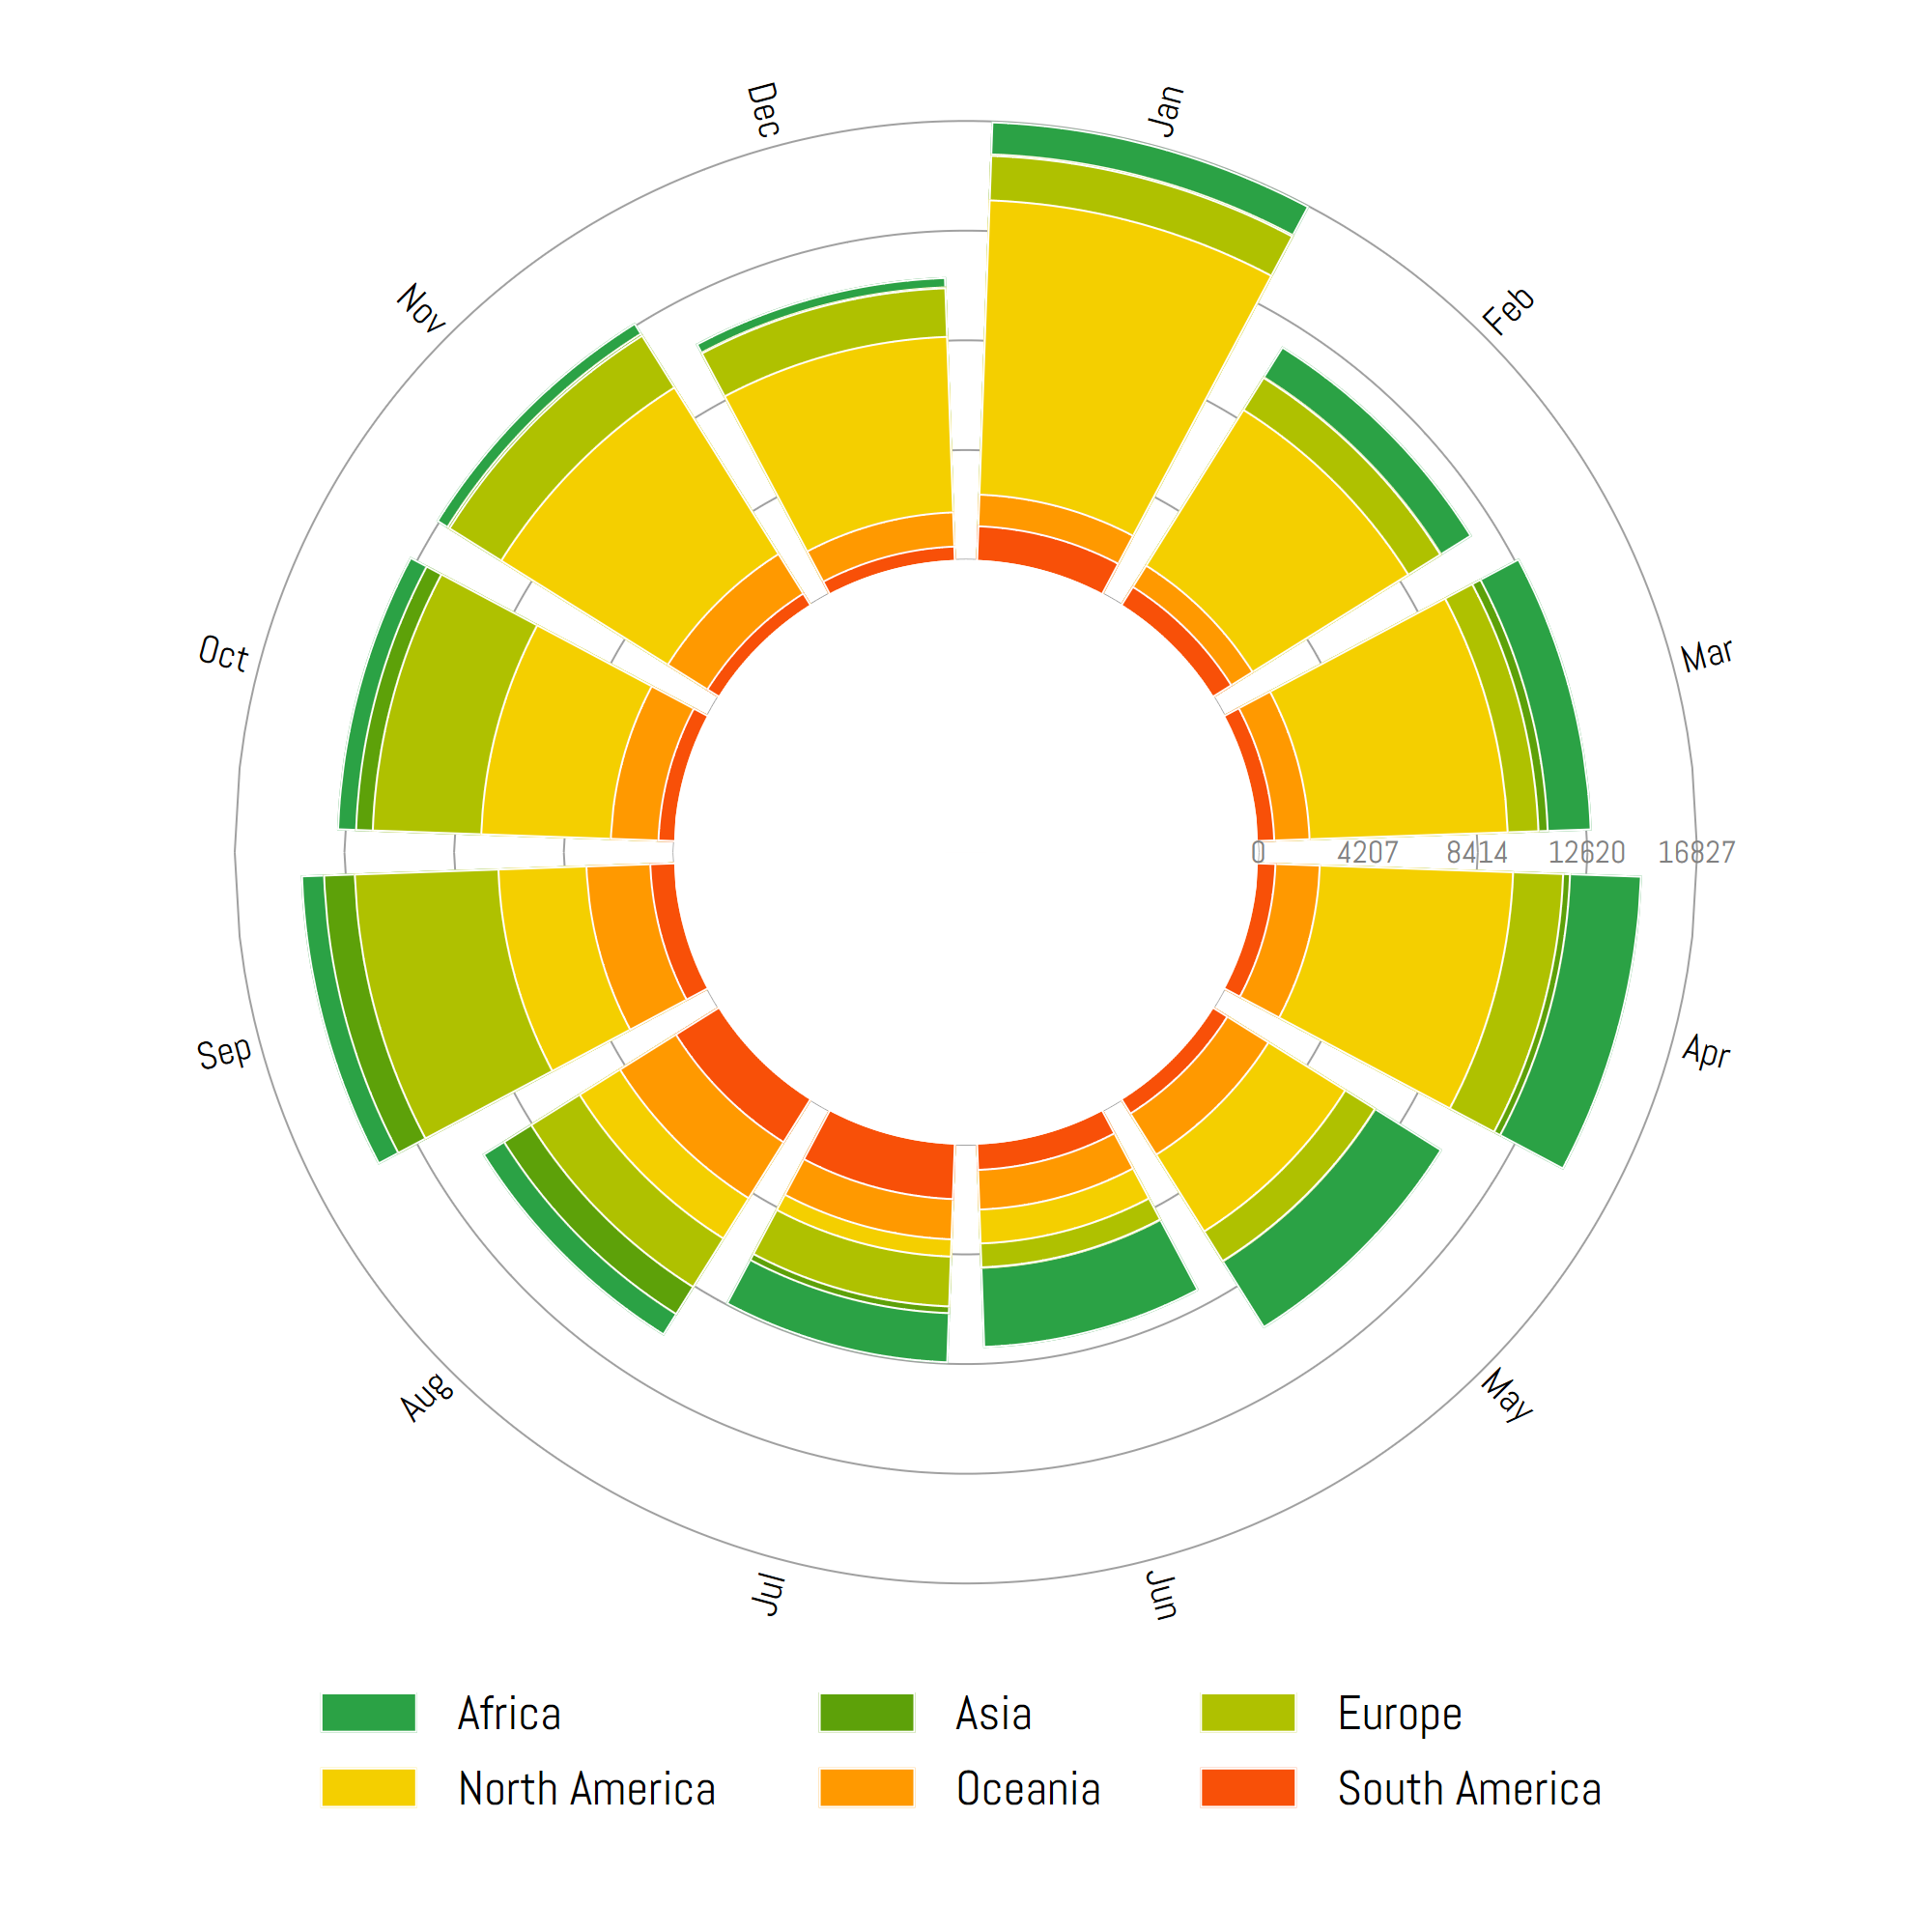 Dec
Jan
Nov
Feb
Oct
Mar
0 4207 8414 12620 16827
Sep
Apr
Aug
May
Jul
Jun
Africa Asia Europe
North America Oceania South America